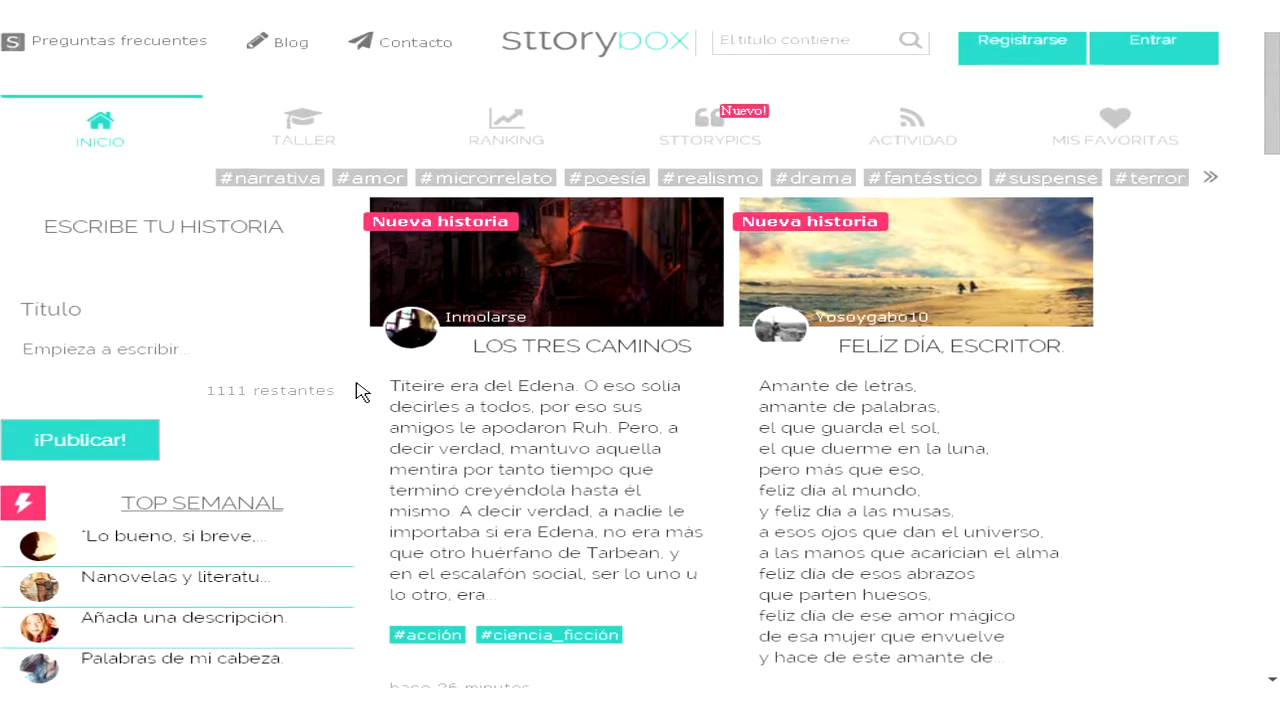 S Preguntas frecuentes
Blog
Contacto
sttorybox
El título contiene
Registrarse
Entrar
INICIO
TALLER
RANKING
Nuevo!
STTORYPICS
ACTIVIDAD
MIS FAVORITAS
#narrativa #amor #microrrelato #poesía #realismo #drama #fantástico #suspense #terror
ESCRIBE TU HISTORIA
Título
Empieza a escribir...
1111 restantes
¡Publicar!
TOP SEMANAL
"Lo bueno, si breve,...
Nanovelas y literatu...
Añada una descripción.
Palabras de mi cabeza.
Nueva historia
Inmolarse
LOS TRES CAMINOS
Titeire era del Edena. O eso solía
decirles a todos, por eso sus
amigos le apodaron Ruh. Pero, a
decir verdad, mantuvo aquella
mentira por tanto tiempo que
terminó creyéndola hasta él
mismo. A decir verdad, a nadie le
importaba si era Edena, no era más
que otro huérfano de Tarbean, y
en el escalafón social, ser lo uno u
lo otro, era...
#acción #ciencia_ficción
hace 26 minutos
Nueva historia
Yosoygabo10
FELÍZ DÍA, ESCRITOR.
Amante de letras,
amante de palabras,
el que guarda el sol,
el que duerme en la luna,
pero más que eso,
feliz día al mundo,
y feliz día a las musas,
a esos ojos que dan el universo,
a las manos que acarician el alma.
feliz día de esos abrazos
que parten huesos,
feliz día de ese amor mágico
de esa mujer que envuelve
y hace de este amante de...